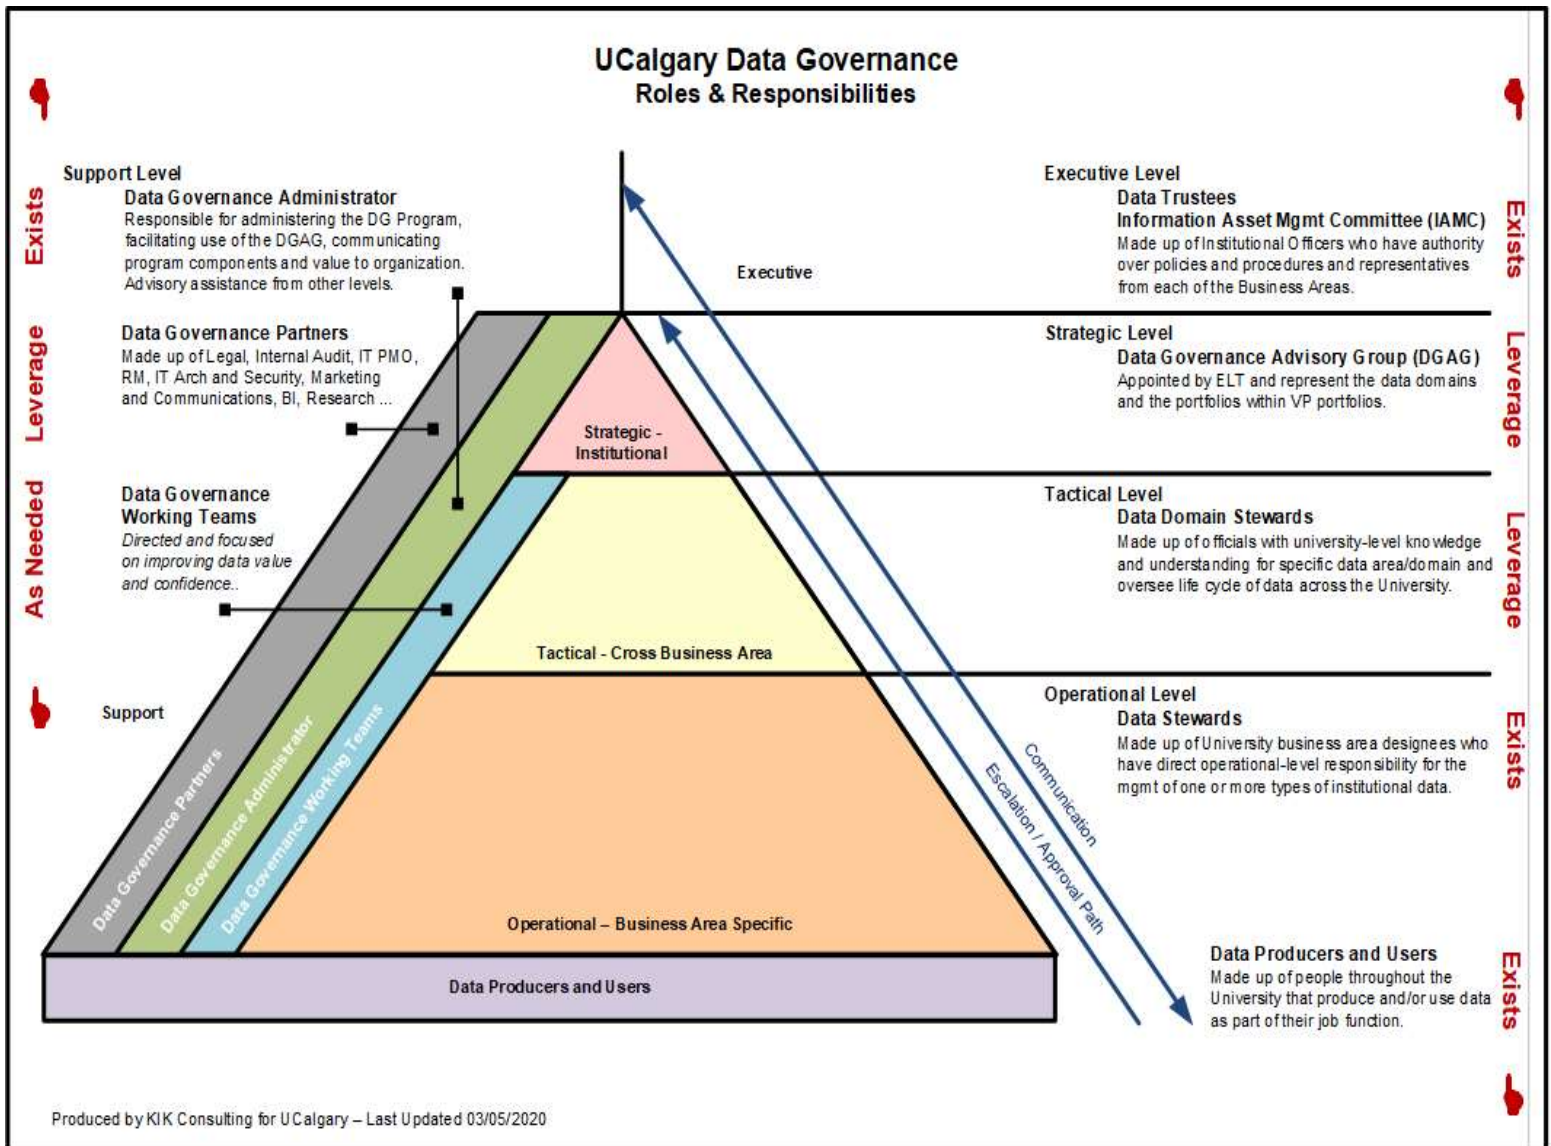 UCalgary Data Governance
Roles & Responsibilities
Support Level
Data Governance Administrator
Responsible for administering the DG Program,
facilitating use of the DGAG, communicating
program components and value to organization.
Advisory assistance from other levels.
Exists
Data Governance Partners
Made up of Legal, Internal Audit, IT PMO,
RM, IT Arch and Security, Marketing
and Communications, BI, Research ...
Leverage
Data Governance
Working Teams
Directed and focused
on improving data value
and confidence..
As Needed
Support
Executive
Strategic -
Institutional
Tactical - Cross Business Area
Operational – Business Area Specific
Data Governance Partners
Data Governance Administrator
Data Governance Working Teams
Data Producers and Users
Communication
Escalation / Approval Path
Executive Level
Data Trustees
Information Asset Mgmt Committee (IAMC)
Made up of Institutional Officers who have authority
over policies and procedures and representatives
from each of the Business Areas.
Exists
Strategic Level
Data Governance Advisory Group (DGAG)
Appointed by ELT and represent the data domains
and the portfolios within VP portfolios.
Leverage
Tactical Level
Data Domain Stewards
Made up of officials with university-level knowledge
and understanding for specific data area/domain and
oversee life cycle of data across the University.
Leverage
Operational Level
Data Stewards
Made up of University business area designees who
have direct operational-level responsibility for the
mgmt of one or more types of institutional data.
Exists
Data Producers and Users
Made up of people throughout the
University that produce and/or use data
as part of their job function.
Exists
Produced by KIK Consulting for UCalgary – Last Updated 03/05/2020